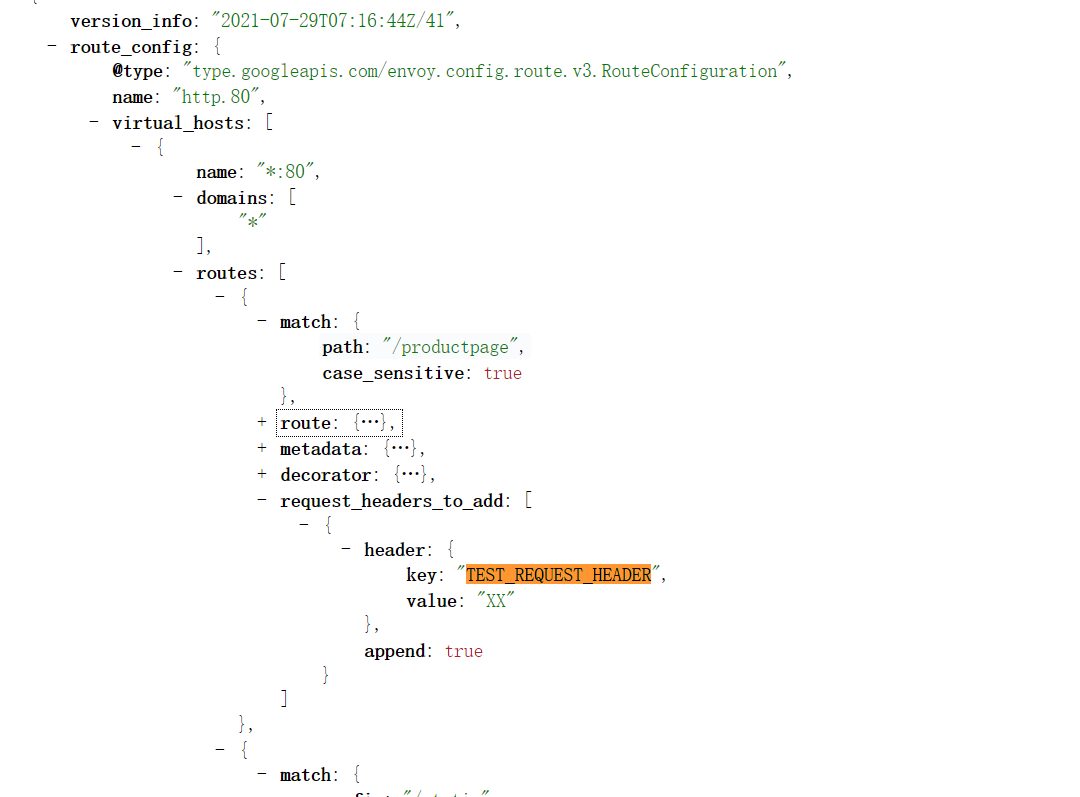 {
version_info: "2021-07-29T07:16:44Z/41",
- route_config: {
@type: "type.googleapis.com/envoy.config.route.v3.RouteConfiguration",
name: "http.80",
- virtual_hosts: [
- {
name: "*:80",
- domains: [
"*"
],
- routes: [
- {
- match: {
path: "/productpage",
case_sensitive: true
},
+ route: {…},
+ metadata: {…},
+ decorator: {…},
- request_headers_to_add: [
- {
- header: {
key: "TEST_REQUEST_HEADER",
value: "XX"
},
append: true
}
]
},
- {
- match: {